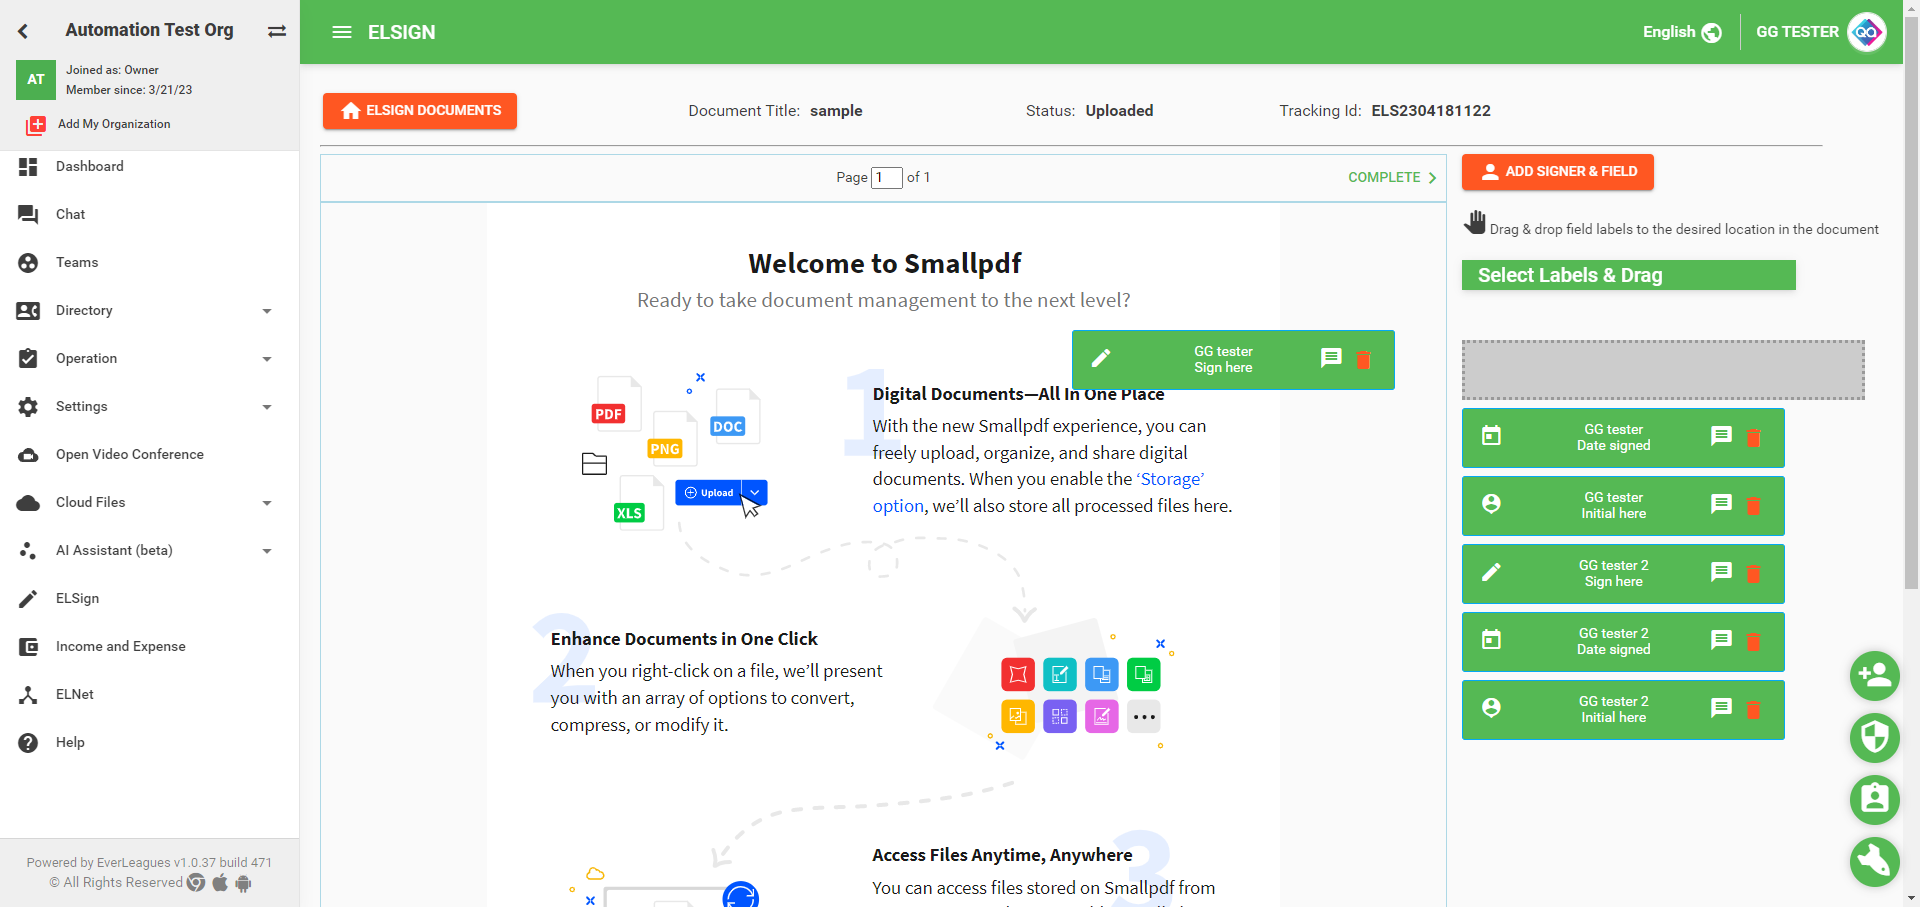 Automation Test Org
AT
Joined as: Owner
Member since: 3/21/23
Add My Organization
Dashboard
Chat
Teams
Directory
Operation
Settings
Open Video Conference
Cloud Files
AI Assistant (beta)
ELSign
Income and Expense
ELNet
Help
Powered by EverLeagues v1.0.37 build 471
© All Rights Reserved
ELSIGN
English
GG TESTER
QA
ELSIGN DOCUMENTS
Document Title: sample
Status: Uploaded
Tracking Id: ELS2304181122
Page 1 of 1
COMPLETE
Welcome to Smallpdf
Ready to take document management to the next level?
GG tester
Sign here
PDF
DOC
PNG
XLS
Upload
1
Digital Documents—All In One Place
With the new Smallpdf experience, you can
freely upload, organize, and share digital
documents. When you enable the ‘Storage’
option, we’ll also store all processed files here.
2
Enhance Documents in One Click
When you right-click on a file, we’ll present
you with an array of options to convert,
compress, or modify it.
3
Access Files Anytime, Anywhere
You can access files stored on Smallpdf from
ADD SIGNER & FIELD
Drag & drop field labels to the desired location in the document
Select Labels & Drag
GG tester
Date signed
GG tester
Initial here
GG tester 2
Sign here
GG tester 2
Date signed
GG tester 2
Initial here